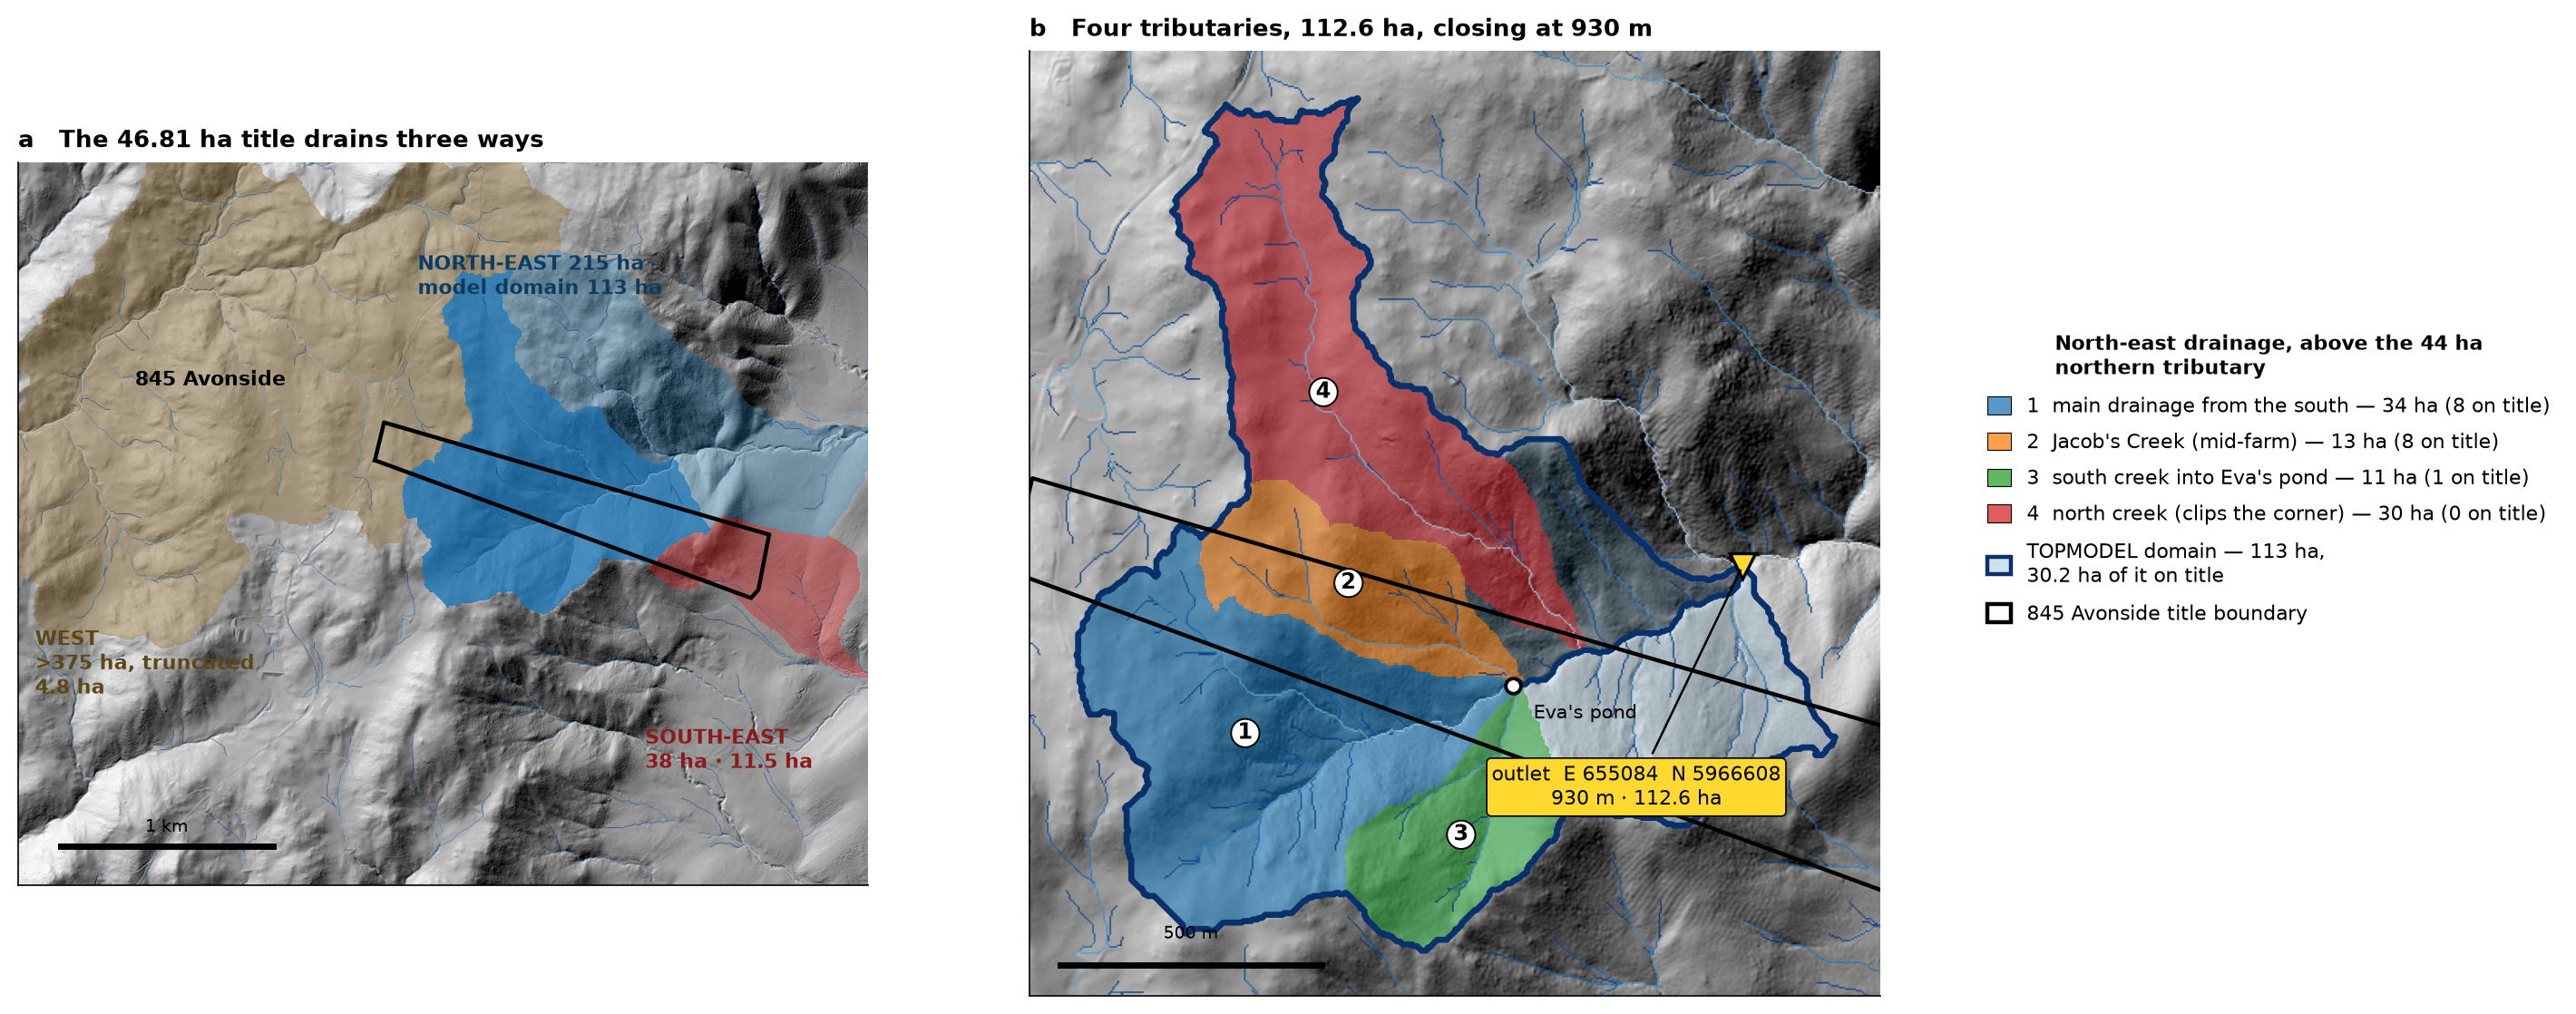 a The 46.81 ha title drains three ways
NORTH-EAST 215 ha
model domain 113 ha
845 Avonside
WEST
>375 ha, truncated
4.8 ha
SOUTH-EAST
38 ha · 11.5 ha
1 km
b Four tributaries, 112.6 ha, closing at 930 m
4
2
1
3
Eva's pond
outlet E 655084 N 5966608
930 m · 112.6 ha
500 m
North-east drainage, above the 44 ha
northern tributary
1 main drainage from the south — 34 ha (8 on title)
2 Jacob's Creek (mid-farm) — 13 ha (8 on title)
3 south creek into Eva's pond — 11 ha (1 on title)
4 north creek (clips the corner) — 30 ha (0 on title)
TOPMODEL domain — 113 ha,
30.2 ha of it on title
845 Avonside title boundary